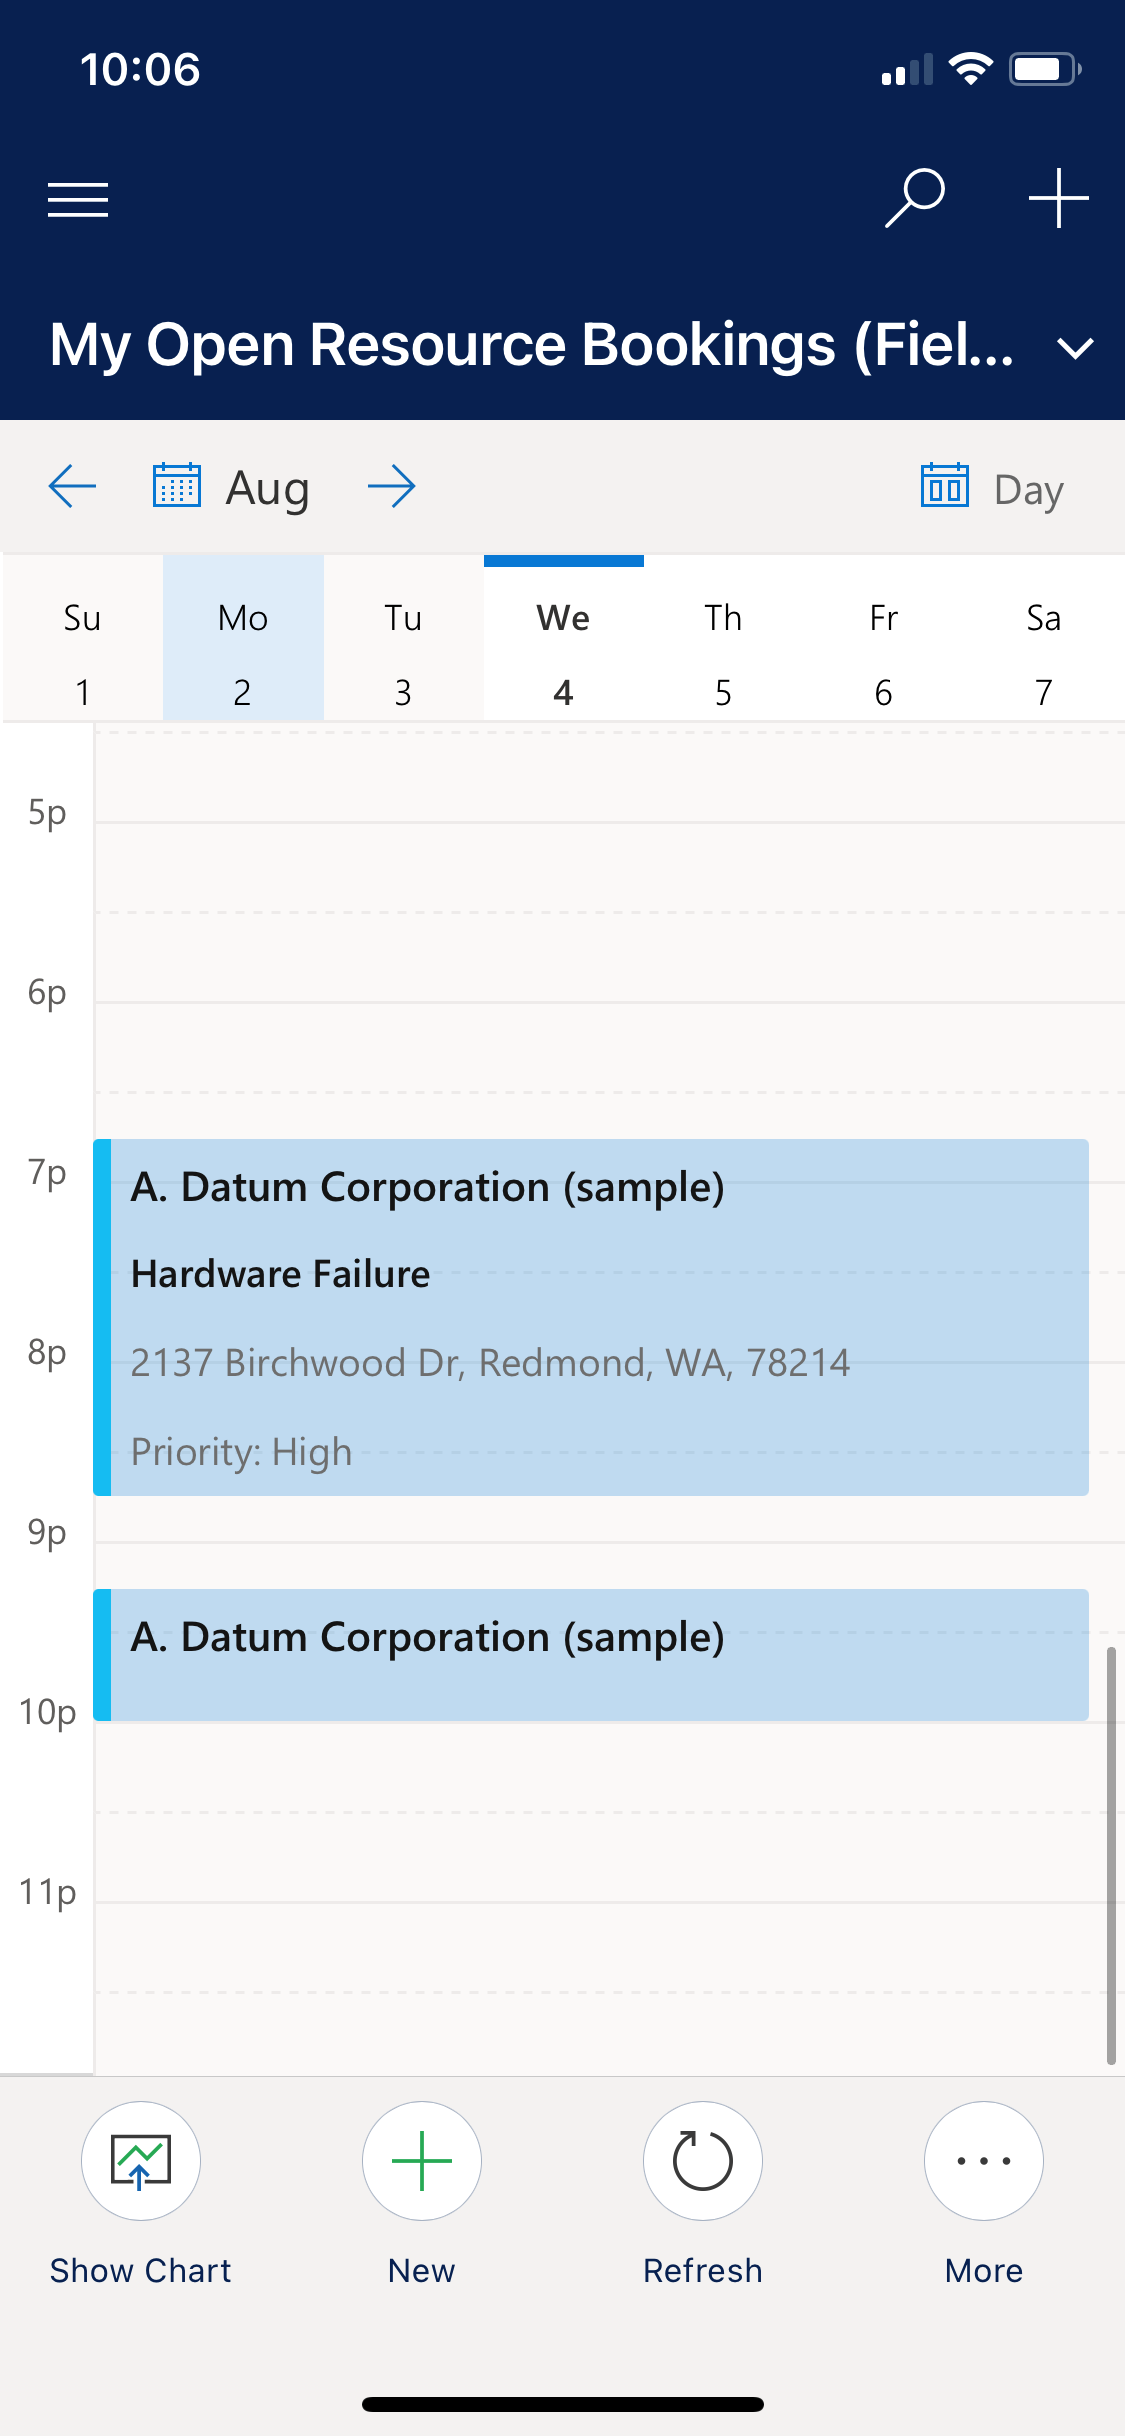 10:06
My Open Resource Bookings (Fiel...
Aug Day
Su Mo Tu We Th Fr Sa
1 2 3 4 5 6 7
5p
6p
7p
A. Datum Corporation (sample)
Hardware Failure
8p
2137 Birchwood Dr, Redmond, WA, 78214
Priority: High
9p
A. Datum Corporation (sample)
10p
11p
Show Chart New Refresh More